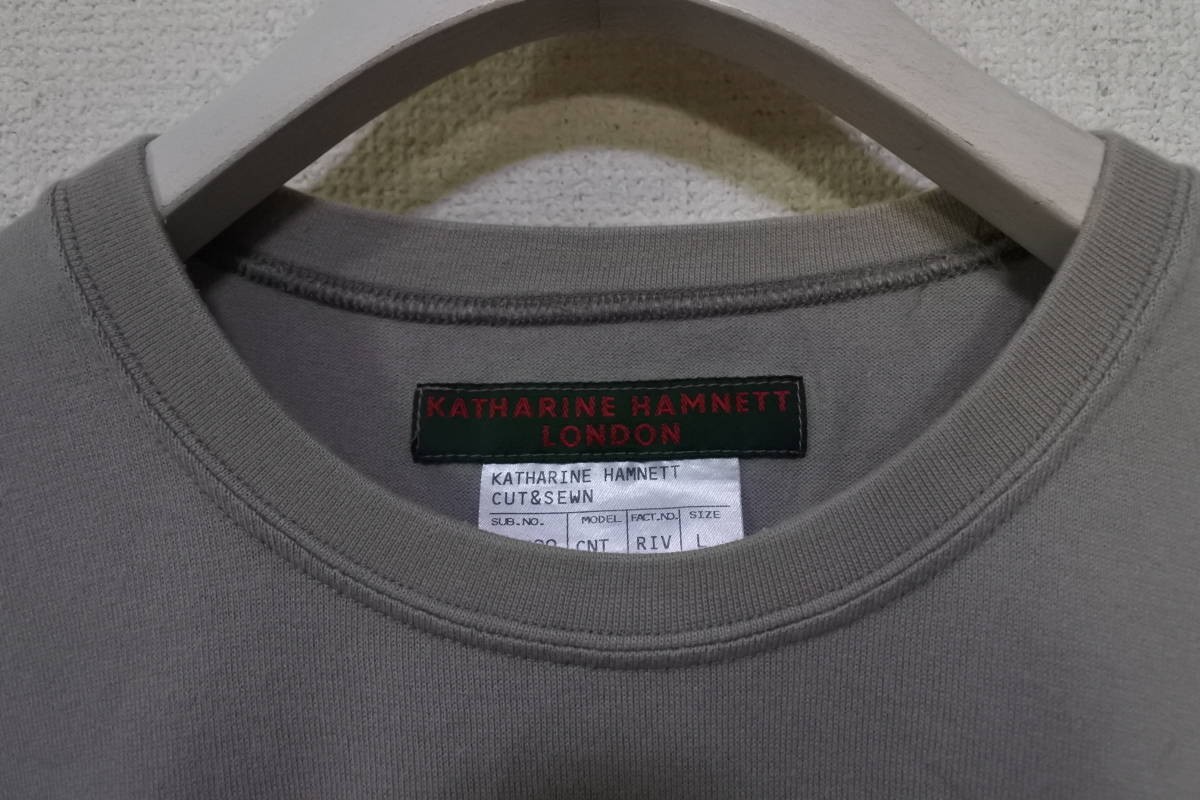 KATHARINE HAMNETT
LONDON
KATHARINE HAMNETT
CUT&SEWN
SUB.NO. MODEL FACT.NO. SIZE
CNT RIV L